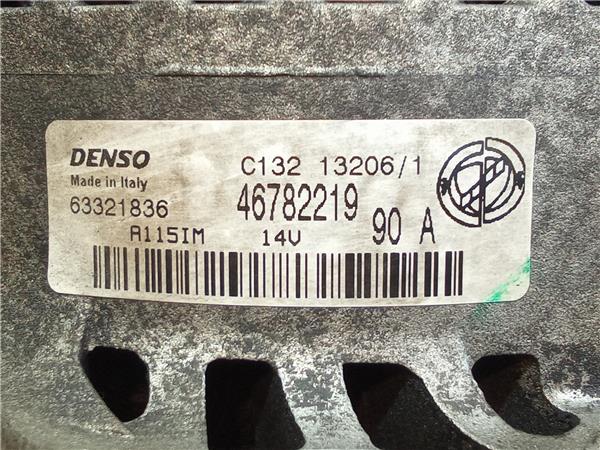 DENSO C132 13206/1
Made in Italy
63321836 46782219
A115IM 14V 90 A